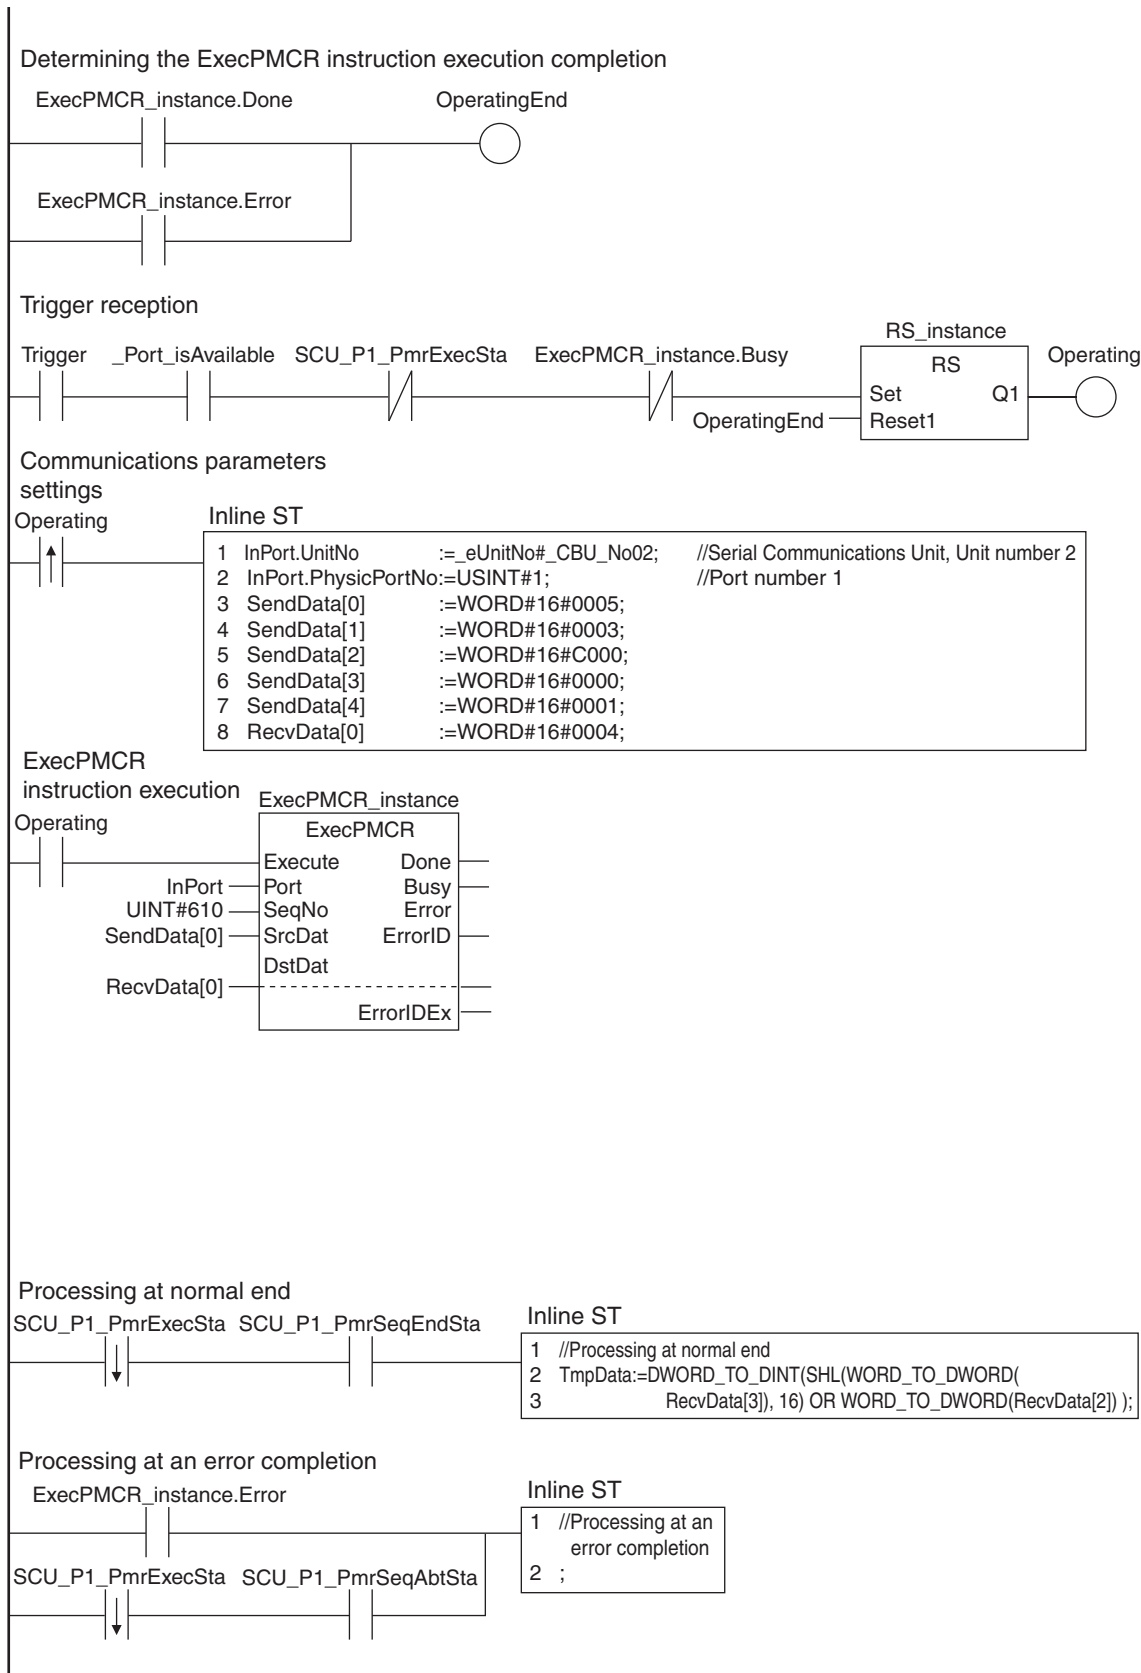 Determining the ExecPMCR instruction execution completion
ExecPMCR_instance.Done OperatingEnd
ExecPMCR_instance.Error
Trigger reception
RS_instance
Trigger _Port_isAvailable SCU_P1_PmrExecSta ExecPMCR_instance.Busy RS Operating
Set Q1
OperatingEnd Reset1
Communications parameters
settings
Operating Inline ST
1 InPort.UnitNo :=_eUnitNo#_CBU_No02; //Serial Communications Unit, Unit number 2
2 InPort.PhysicPortNo:=USINT#1; //Port number 1
3 SendData[0] :=WORD#16#0005;
4 SendData[1] :=WORD#16#0003;
5 SendData[2] :=WORD#16#C000;
6 SendData[3] :=WORD#16#0000;
7 SendData[4] :=WORD#16#0001;
8 RecvData[0] :=WORD#16#0004;
ExecPMCR
instruction execution
ExecPMCR_instance
Operating ExecPMCR
Execute Done
InPort Port Busy
UINT#610 SeqNo Error
SendData[0] SrcDat ErrorID
DstDat
RecvData[0]
ErrorIDEx
Processing at normal end
SCU_P1_PmrExecSta SCU_P1_PmrSeqEndSta Inline ST
1 //Processing at normal end
2 TmpData:=DWORD_TO_DINT(SHL(WORD_TO_DWORD(
3 RecvData[3]), 16) OR WORD_TO_DWORD(RecvData[2]) );
Processing at an error completion
ExecPMCR_instance.Error Inline ST
1 //Processing at an
error completion
2 ;
SCU_P1_PmrExecSta SCU_P1_PmrSeqAbtSta